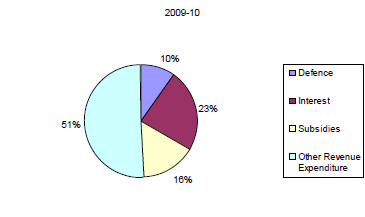 2009-10
10%
23%
16%
51%
Defence
Interest
Subsidies
Other Revenue
Expenditure